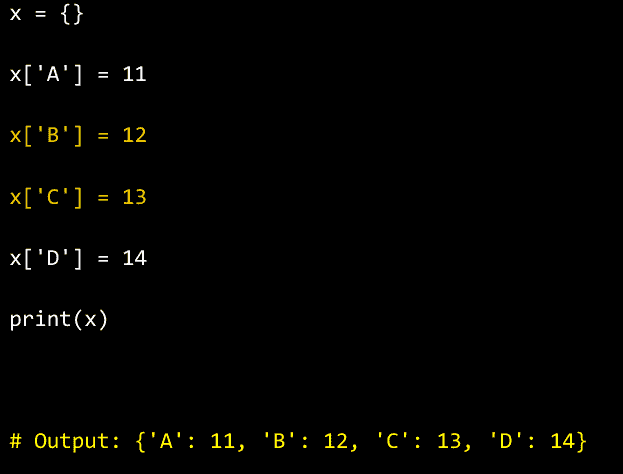 x = {}
x['A'] = 11
x['B'] = 12
x['C'] = 13
x['D'] = 14
print(x)
# Output: {'A': 11, 'B': 12, 'C': 13, 'D': 14}